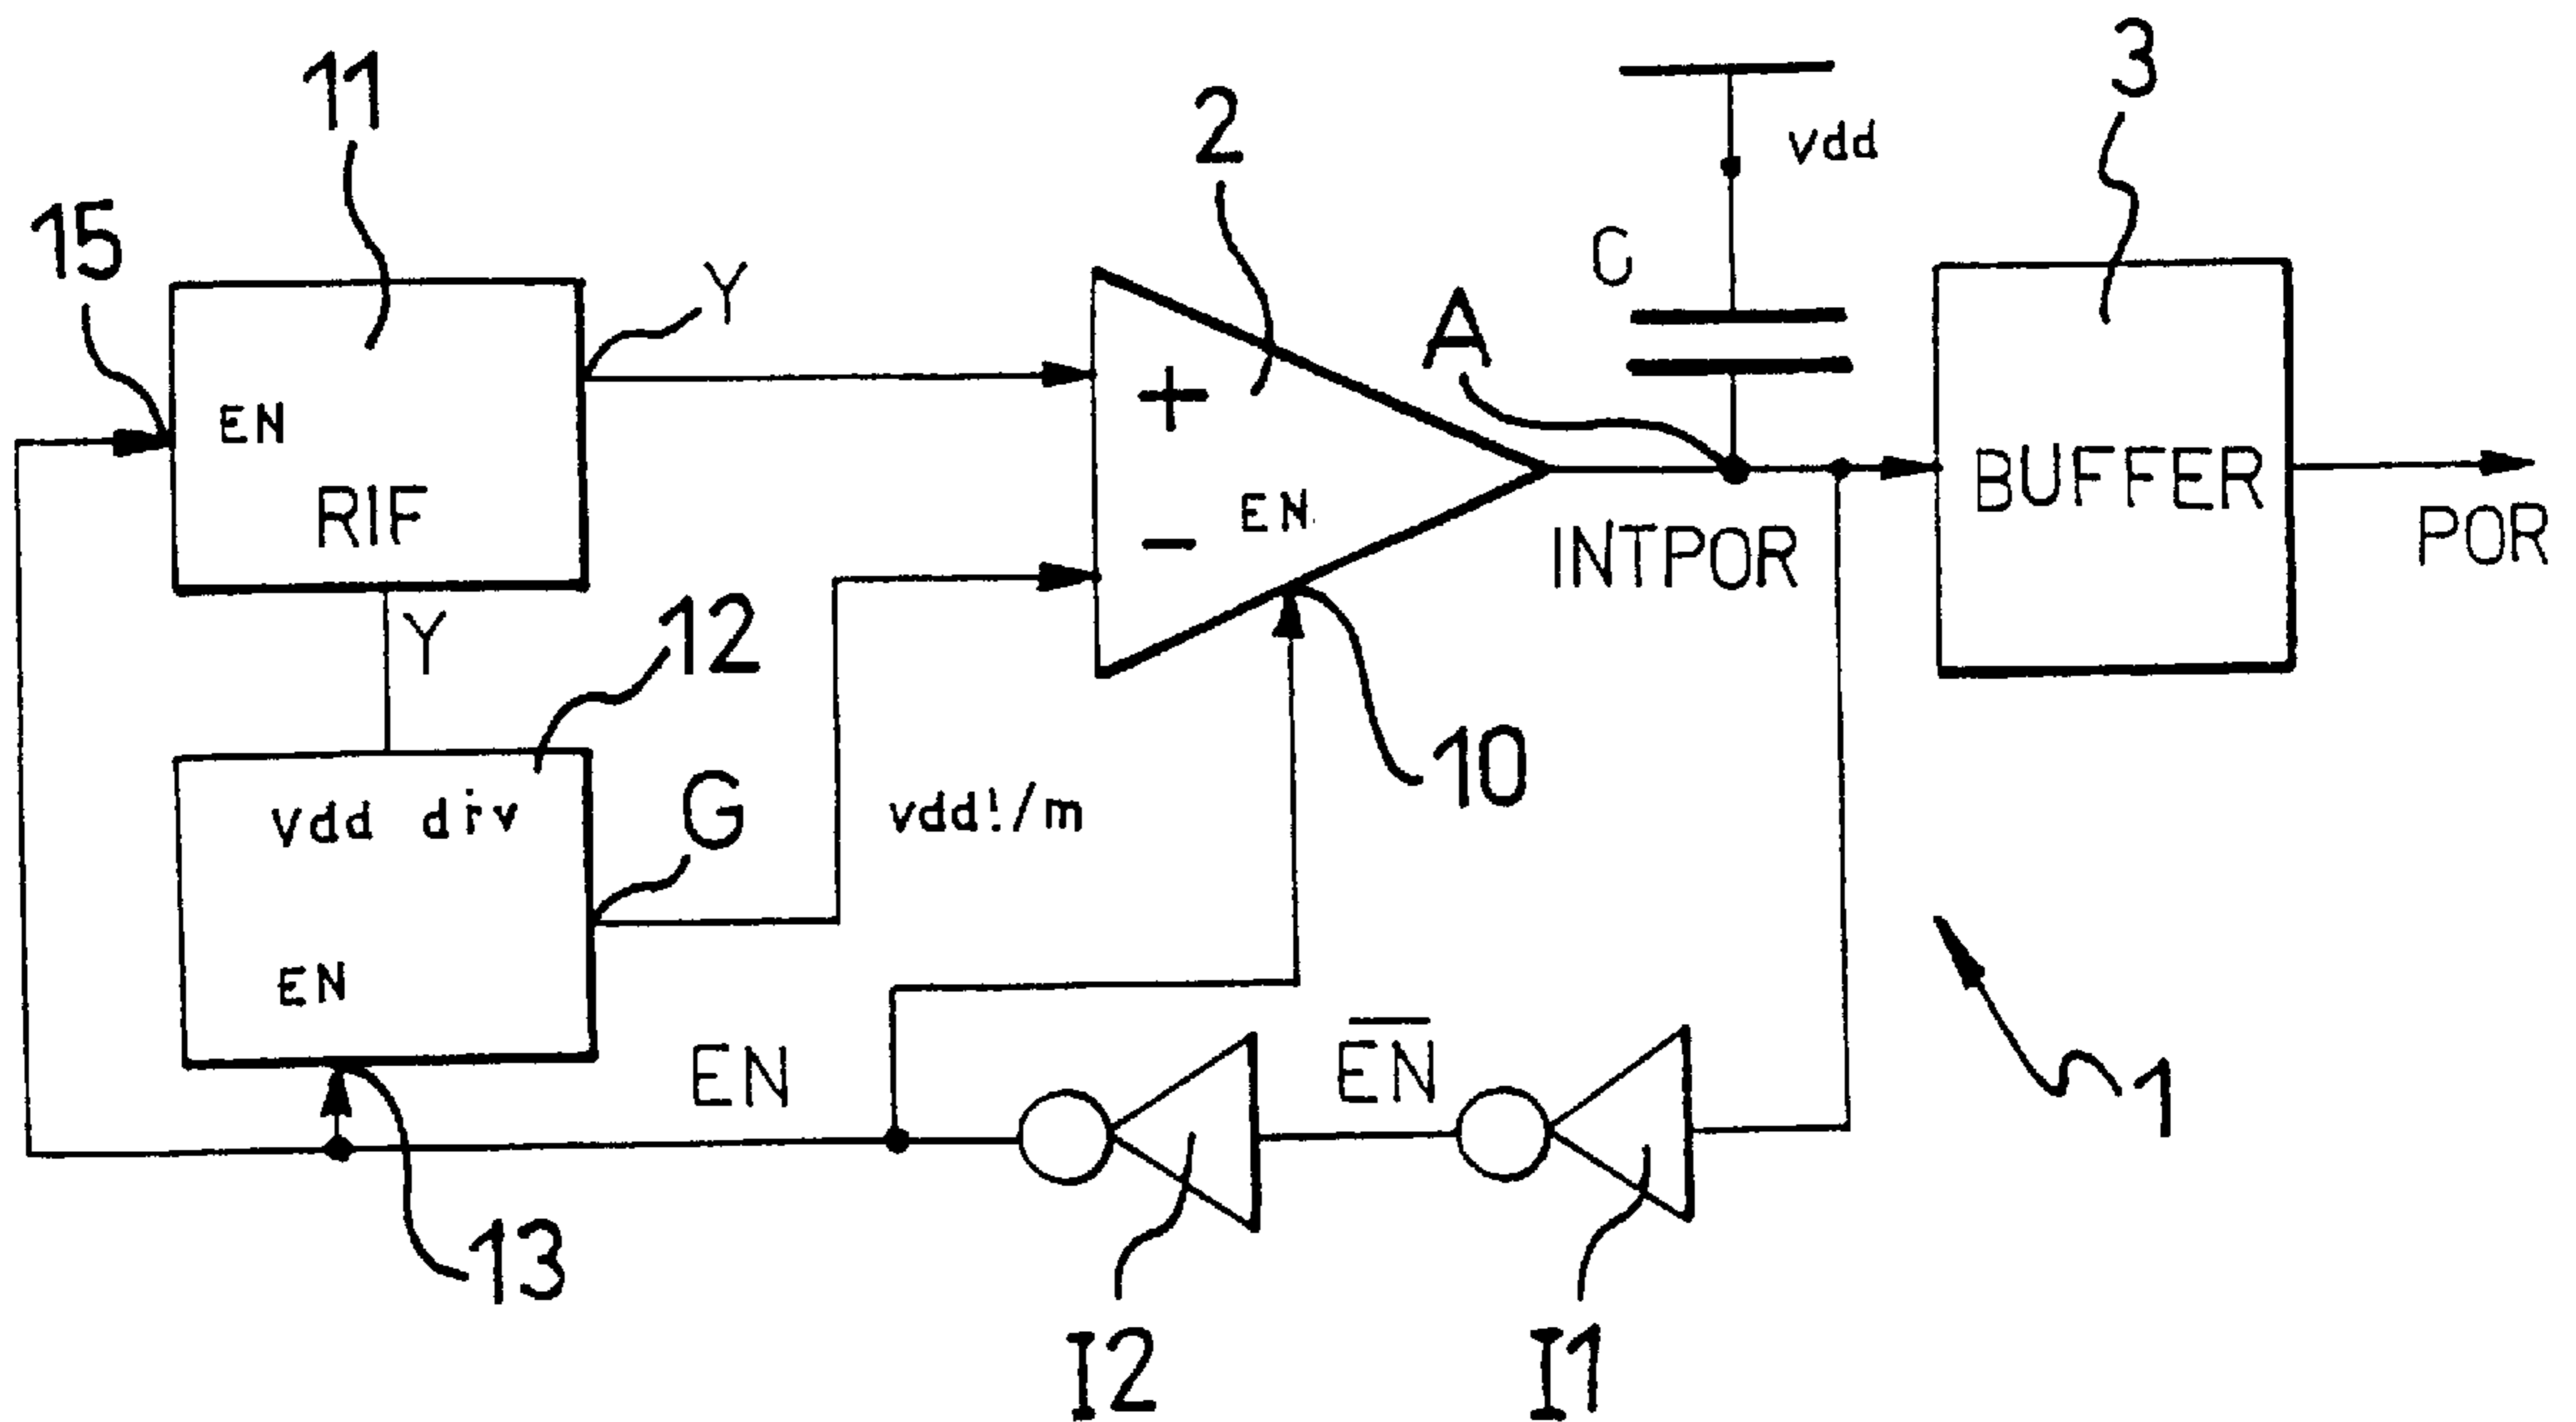 11
2
3
vdd
15
C
Y
A
+
EN
EN
BUFFER
RIF
-
INTPOR
POR
Y
12
10
G
Vdd div
vdd!/m
EN
EN
E̅N̅
1
13
I2
I1